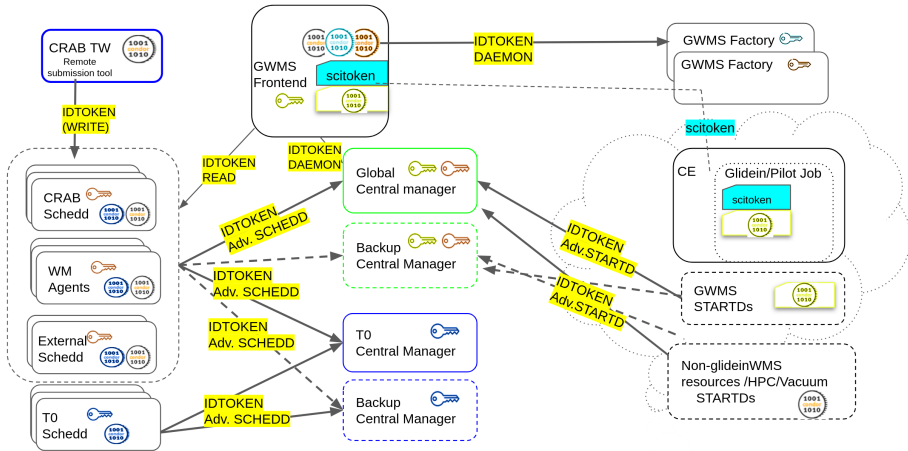 CRAB TW
Remote
submission tool
IDTOKEN
(WRITE)
GWMS
Frontend
scitoken
IDTOKEN
DAEMON
GWMS Factory
GWMS Factory
scitoken
IDTOKEN
READ
IDTOKEN
DAEMON
CRAB
Schedd
WM
Agents
External
Schedd
T0
Schedd
IDTOKEN
Adv. SCHEDD
IDTOKEN
Adv. SCHEDD
IDTOKEN
Adv. SCHEDD
IDTOKEN
Adv. SCHEDD
Global
Central manager
Backup
Central Manager
T0
Central Manager
Backup
Central Manager
IDTOKEN
Adv.STARTD
IDTOKEN
Adv.STARTD
CE
Glidein/Pilot Job
scitoken
GWMS
STARTDs
Non-glideinWMS
resources /HPC/Vacuum
STARTDs